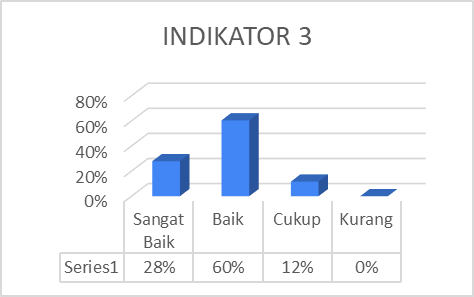 INDIKATOR 3
80%
60%
40%
20%
0%
Sangat Baik Baik Cukup Kurang
Series1 28% 60% 12% 0%